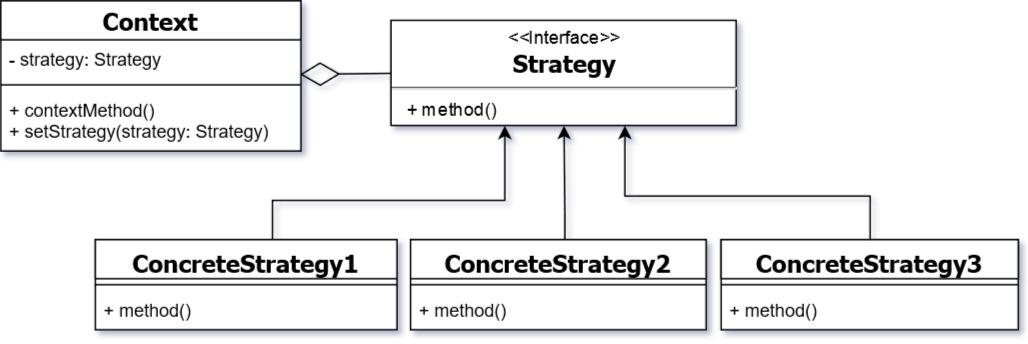 Context
- strategy: Strategy
+ contextMethod()
+ setStrategy(strategy: Strategy)
<<Interface>>
Strategy
+ method()
ConcreteStrategy1
+ method()
ConcreteStrategy2
+ method()
ConcreteStrategy3
+ method()